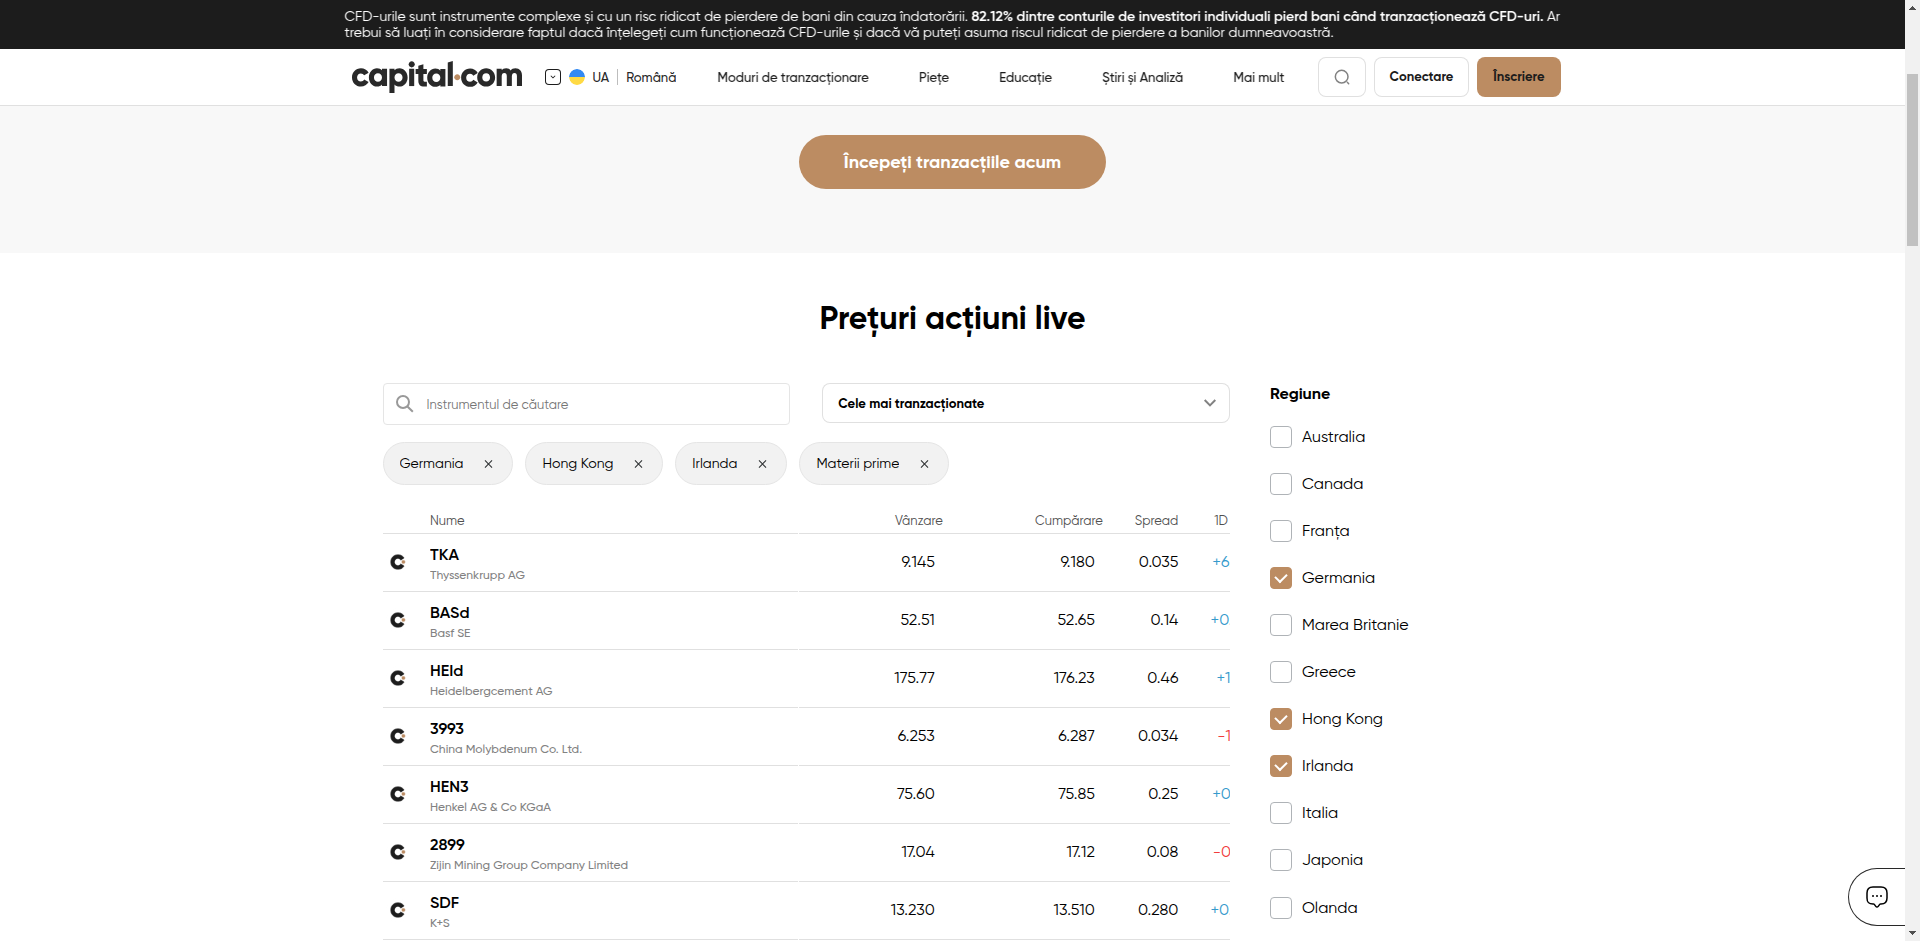 CFD-urile sunt instrumente complexe și cu un risc ridicat de pierdere de bani din cauza îndatorării. 82.12% dintre conturile de investitori individuali pierd bani când tranzacționează CFD-uri. Ar
trebui să luați în considerare faptul dacă înțelegeți cum funcționează CFD-urile și dacă vă puteți asuma riscul ridicat de pierdere a banilor dumneavoastră.
capital.com UA Română Moduri de tranzacționare Piețe Educație Știri și Analiză Mai mult Conectare Înscriere
Începeți tranzacțiile acum
Prețuri acțiuni live
Instrumentul de căutare Cele mai tranzacționate
Germania Hong Kong Irlanda Materii prime
Nume Vânzare Cumpărare Spread 1D
TKA 9.145 9.180 0.035 +6
Thyssenkrupp AG
BASd 52.51 52.65 0.14 +0
Basf SE
HEId 175.77 176.23 0.46 +1
Heidelbergcement AG
3993 6.253 6.287 0.034 -1
China Molybdenum Co. Ltd.
HEN3 75.60 75.85 0.25 +0
Henkel AG & Co KGaA
2899 17.04 17.12 0.08 -0
Zijin Mining Group Company Limited
SDF 13.230 13.510 0.280 +0
K+S
Regiune
Australia
Canada
Franța
Germania
Marea Britanie
Greece
Hong Kong
Irlanda
Italia
Japonia
Olanda